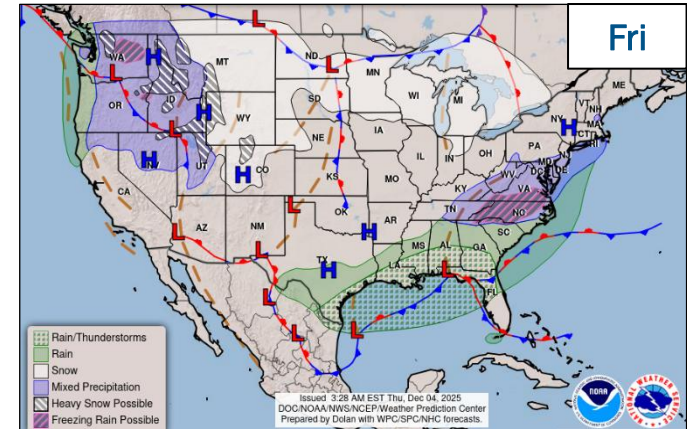 Fri
WA
MT
ND
MN
OR
ID
WY
SD
WI
MI
ME
VT
NH
NY
MA
CT
RI
NV
UT
CO
NE
IA
IL
IN
OH
PA
MD
DE
DC
WV
VA
KY
CA
AZ
NM
KS
MO
OK
AR
TN
NC
SC
TX
LA
MS
AL
GA
FL
H
H
H
H
H
H
H
L
L
L
L
L
L
L
L
L
L
L
Rain/Thunderstorms
Rain
Snow
Mixed Precipitation
Heavy Snow Possible
Freezing Rain Possible
Issued 3:28 AM EST Thu, Dec 04, 2025
DOC/NOAA/NWS/NCEP/Weather Prediction Center
Prepared by Dolan with WPC/SPC/NHC forecasts.
NOAA